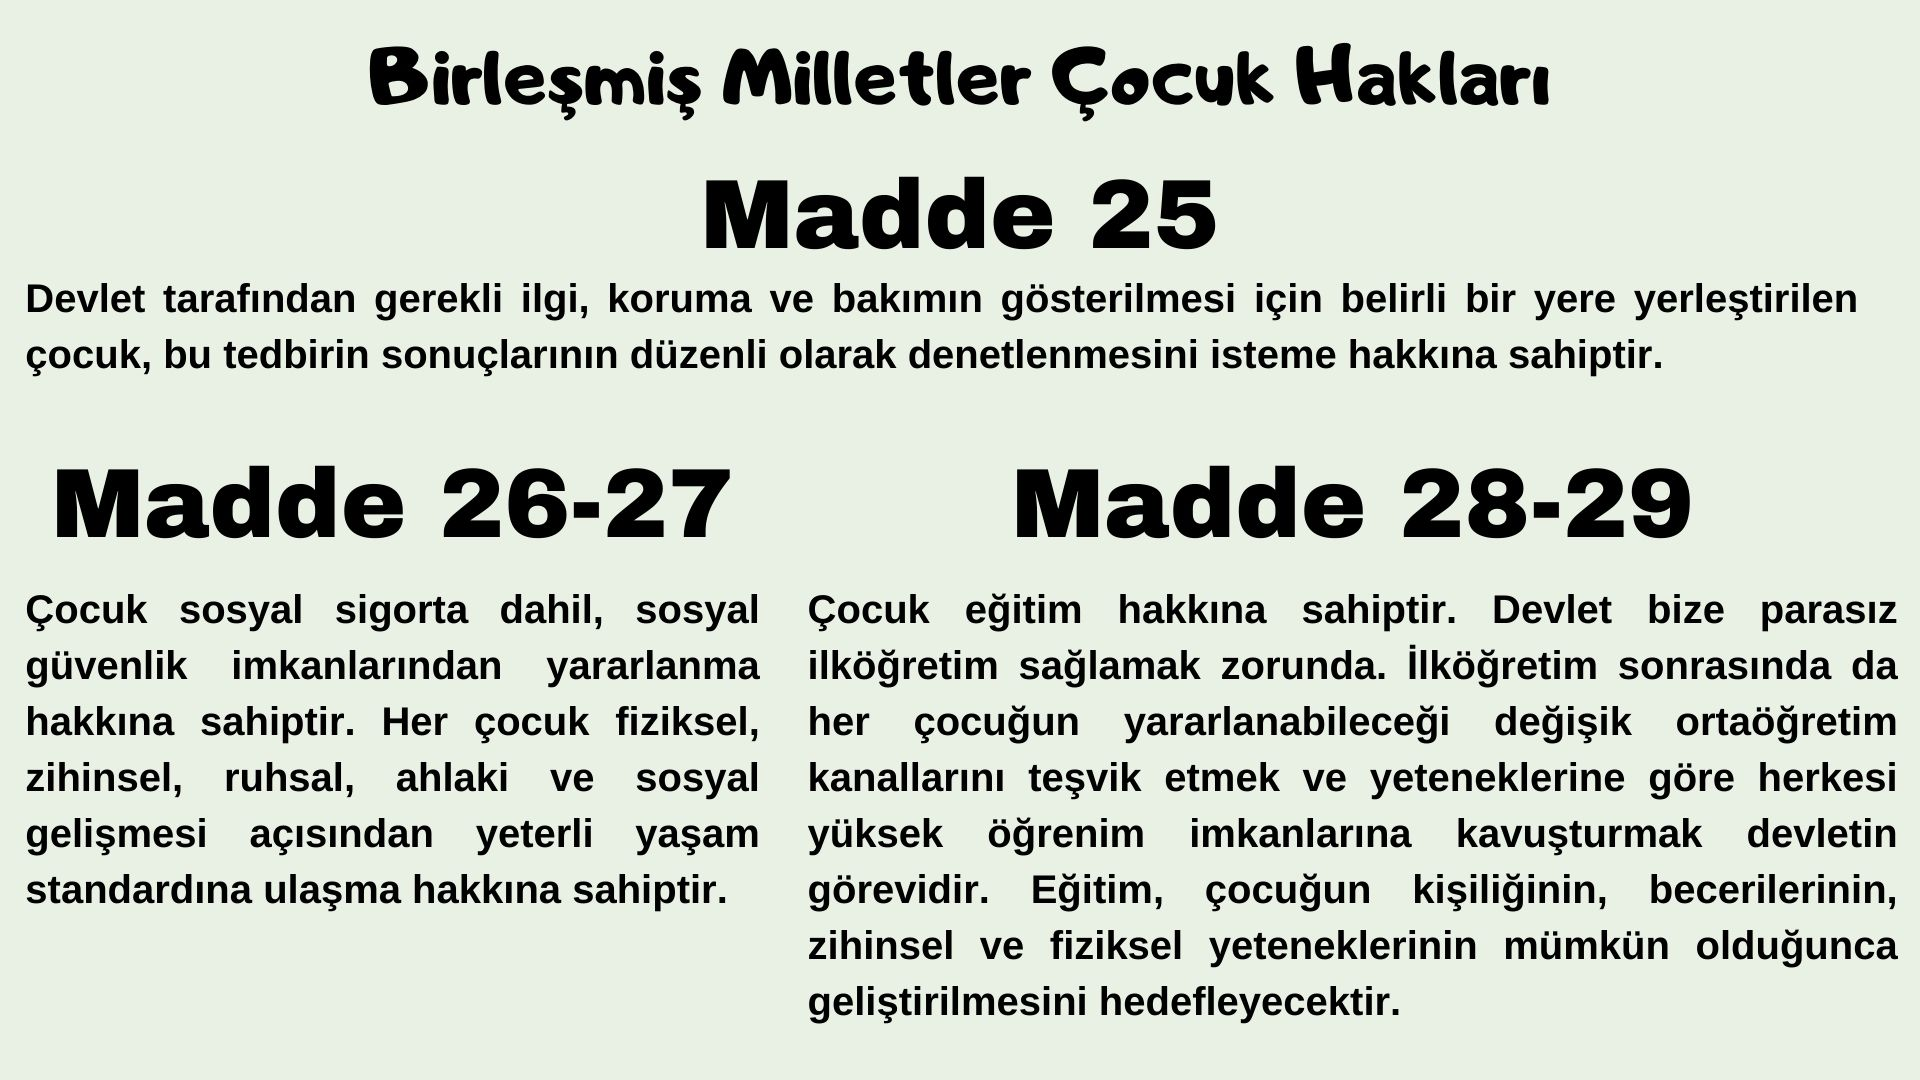 Birleşmiş Milletler Çocuk Hakları
Madde 25
Devlet tarafından gerekli ilgi, koruma ve bakımın gösterilmesi için belirli bir yere yerleştirilen
çocuk, bu tedbirin sonuçlarının düzenli olarak denetlenmesini isteme hakkına sahiptir.
Madde 26-27
Çocuk sosyal sigorta dahil, sosyal
güvenlik imkanlarından yararlanma
hakkına sahiptir. Her çocuk fiziksel,
zihinsel, ruhsal, ahlaki ve sosyal
gelişmesi açısından yeterli yaşam
standardına ulaşma hakkına sahiptir.
Madde 28-29
Çocuk eğitim hakkına sahiptir. Devlet bize parasız
ilköğretim sağlamak zorunda. İlköğretim sonrasında da
her çocuğun yararlanabileceği değişik ortaöğretim
kanallarını teşvik etmek ve yeteneklerine göre herkesi
yüksek öğrenim imkanlarına kavuşturmak devletin
görevidir. Eğitim, çocuğun kişiliğinin, becerilerinin,
zihinsel ve fiziksel yeteneklerinin mümkün olduğunca
geliştirilmesini hedefleyecektir.